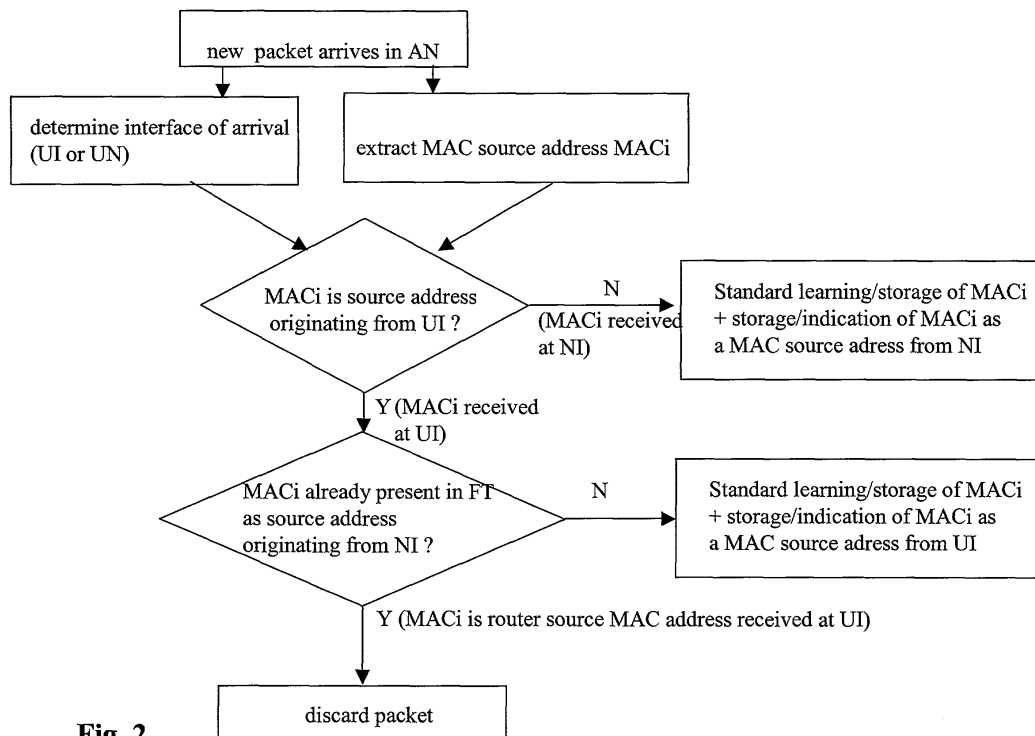 new packet arrives in AN
determine interface of arrival
(UI or UN)
extract MAC source address MACi
MACi is source address
originating from UI ?
N
(MACi received
at NI)
Standard learning/storage of MACi
+ storage/indication of MACi as
a MAC source adress from NI
Y (MACi received
at UI)
MACi already present in FT
as source address
originating from NI ?
N
Standard learning/storage of MACi
+ storage/indication of MACi as
a MAC source adress from UI
Y (MACi is router source MAC address received at UI)
discard packet
Fig. 2